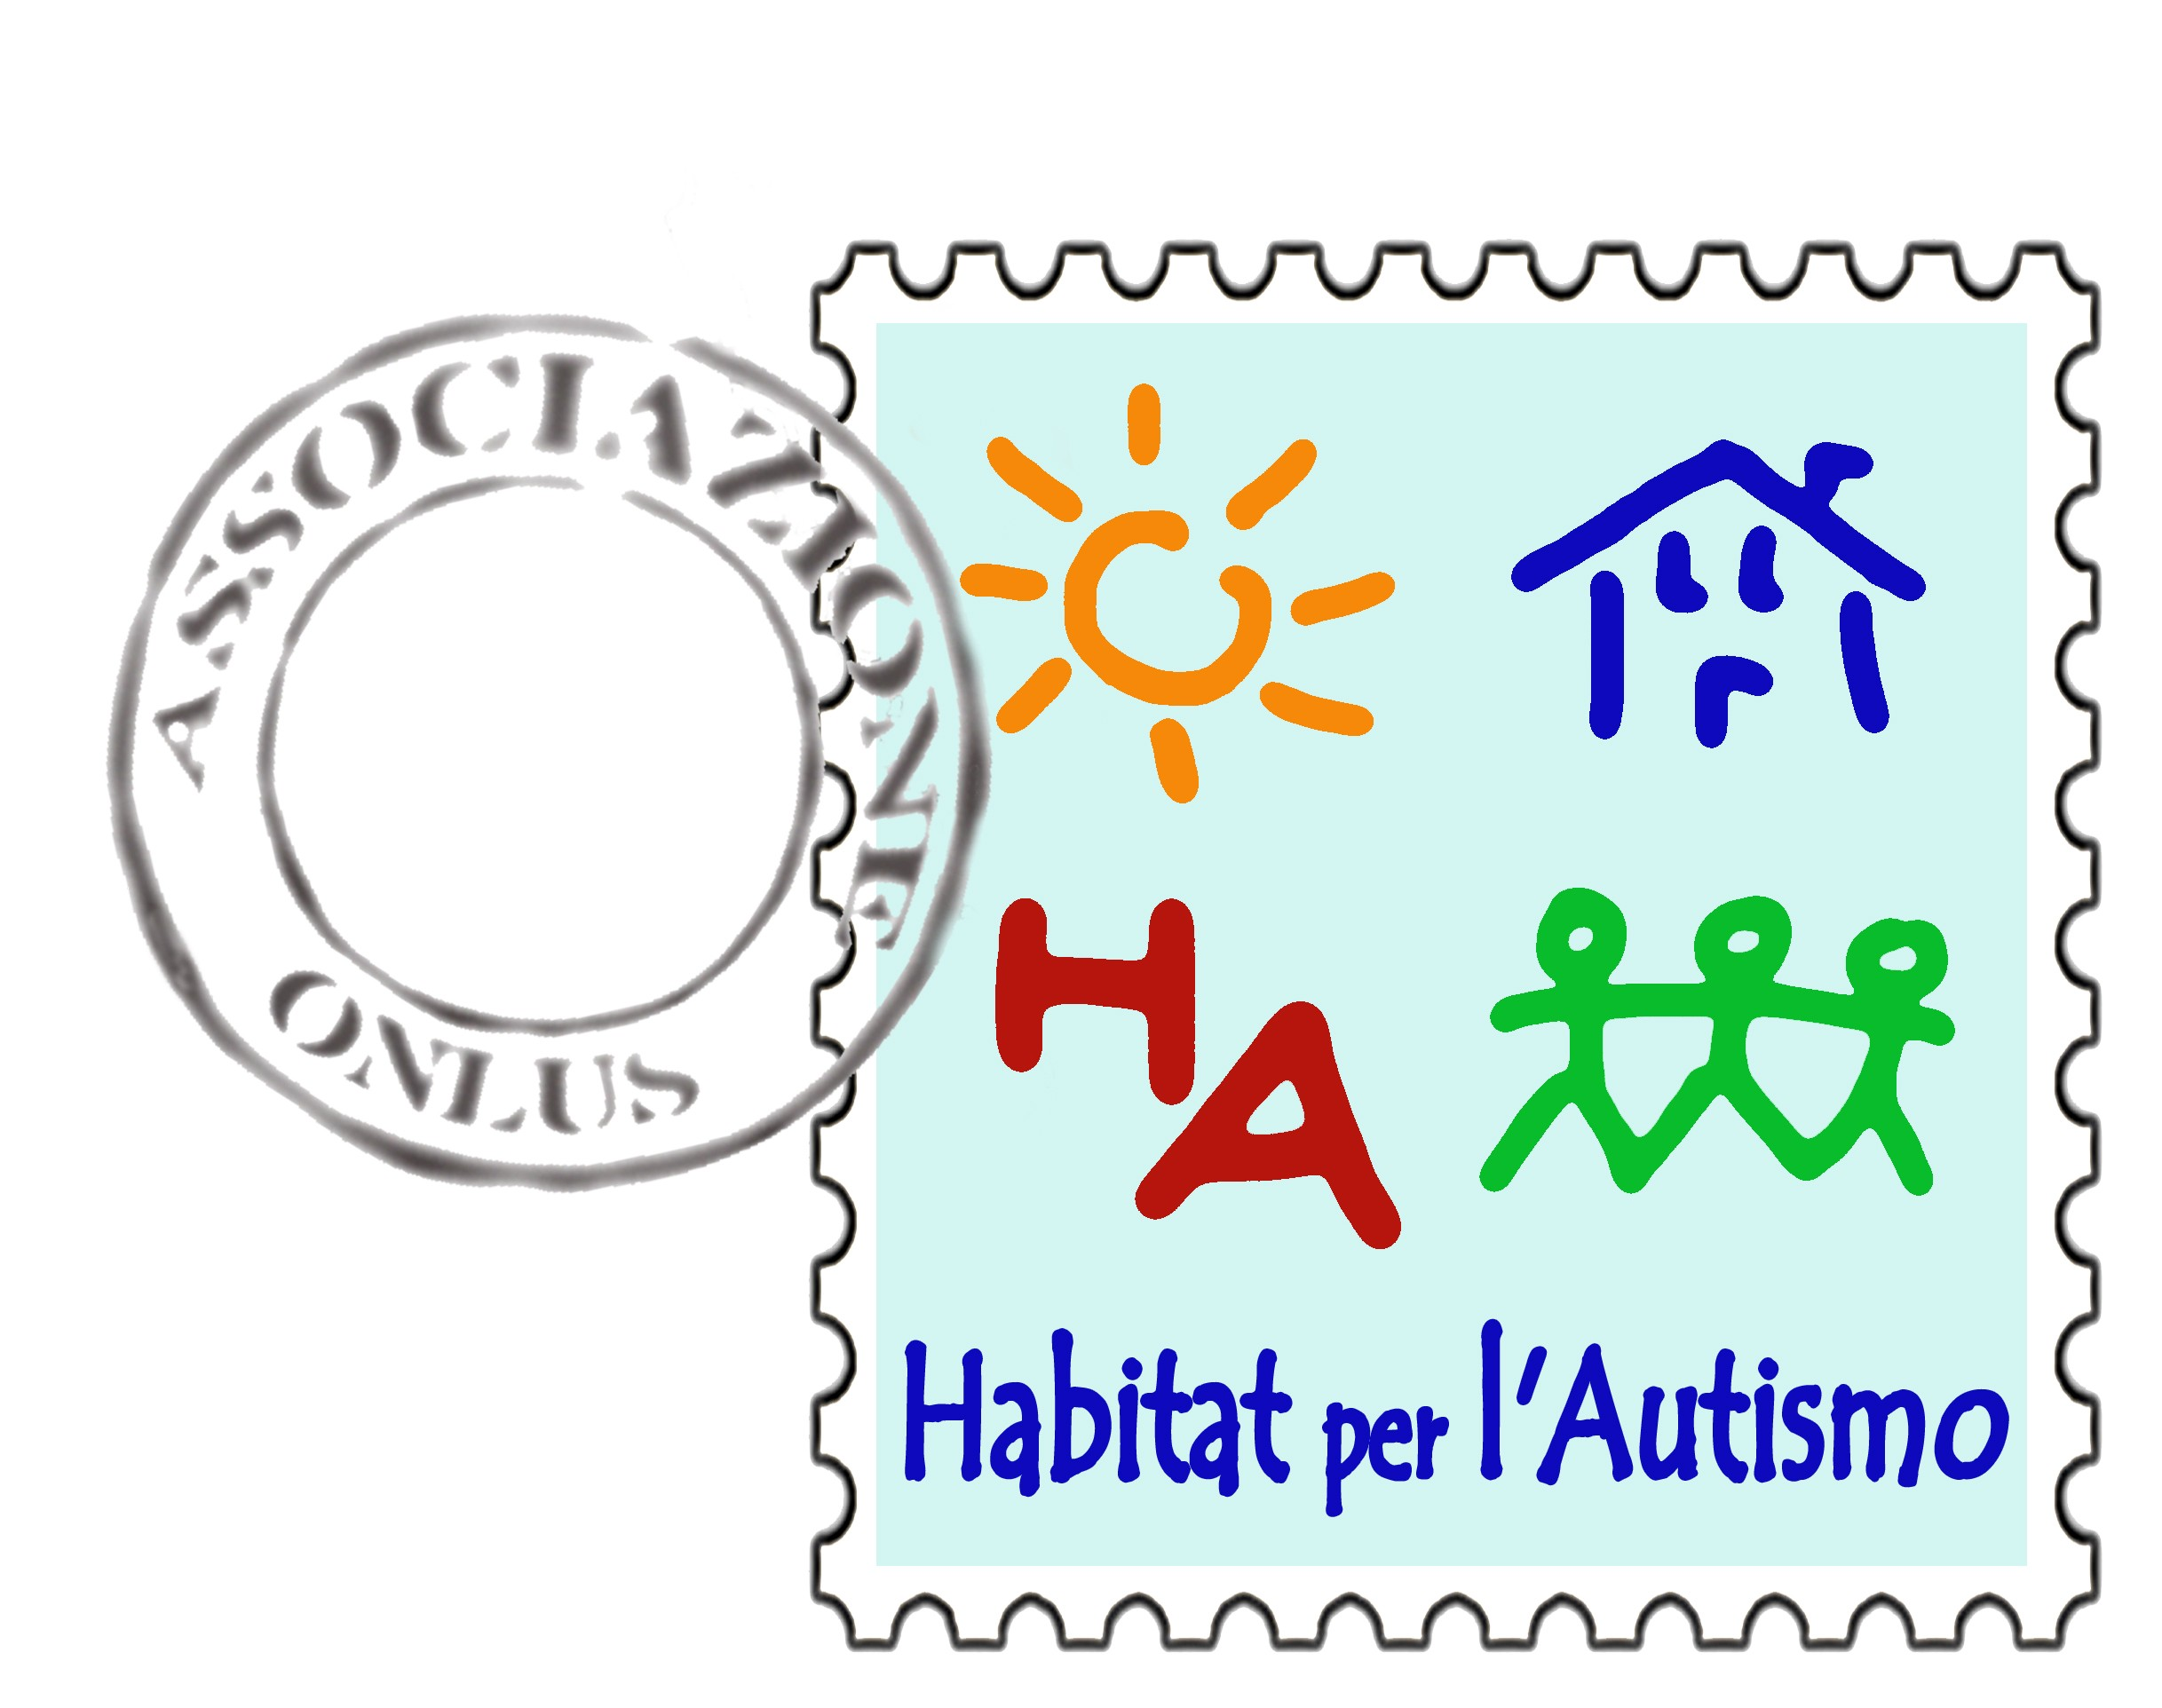 ASSOCIAZIONE
ONLUS
HA
Habitat per l'Autismo